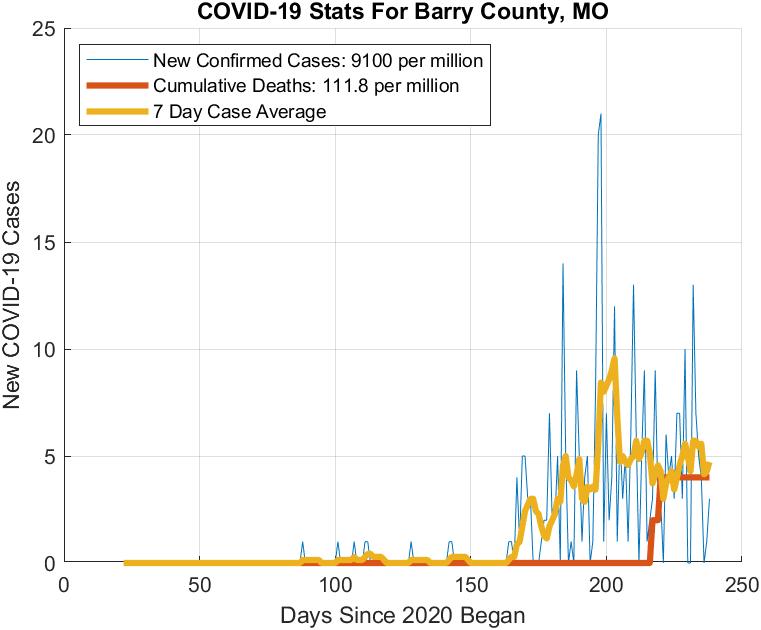 COVID-19 Stats For Barry County, MO
25
New Confirmed Cases: 9100 per million
Cumulative Deaths: 111.8 per million
7 Day Case Average
20
15
10
5
0
New COVID-19 Cases
0 50 100 150 200 250
Days Since 2020 Began